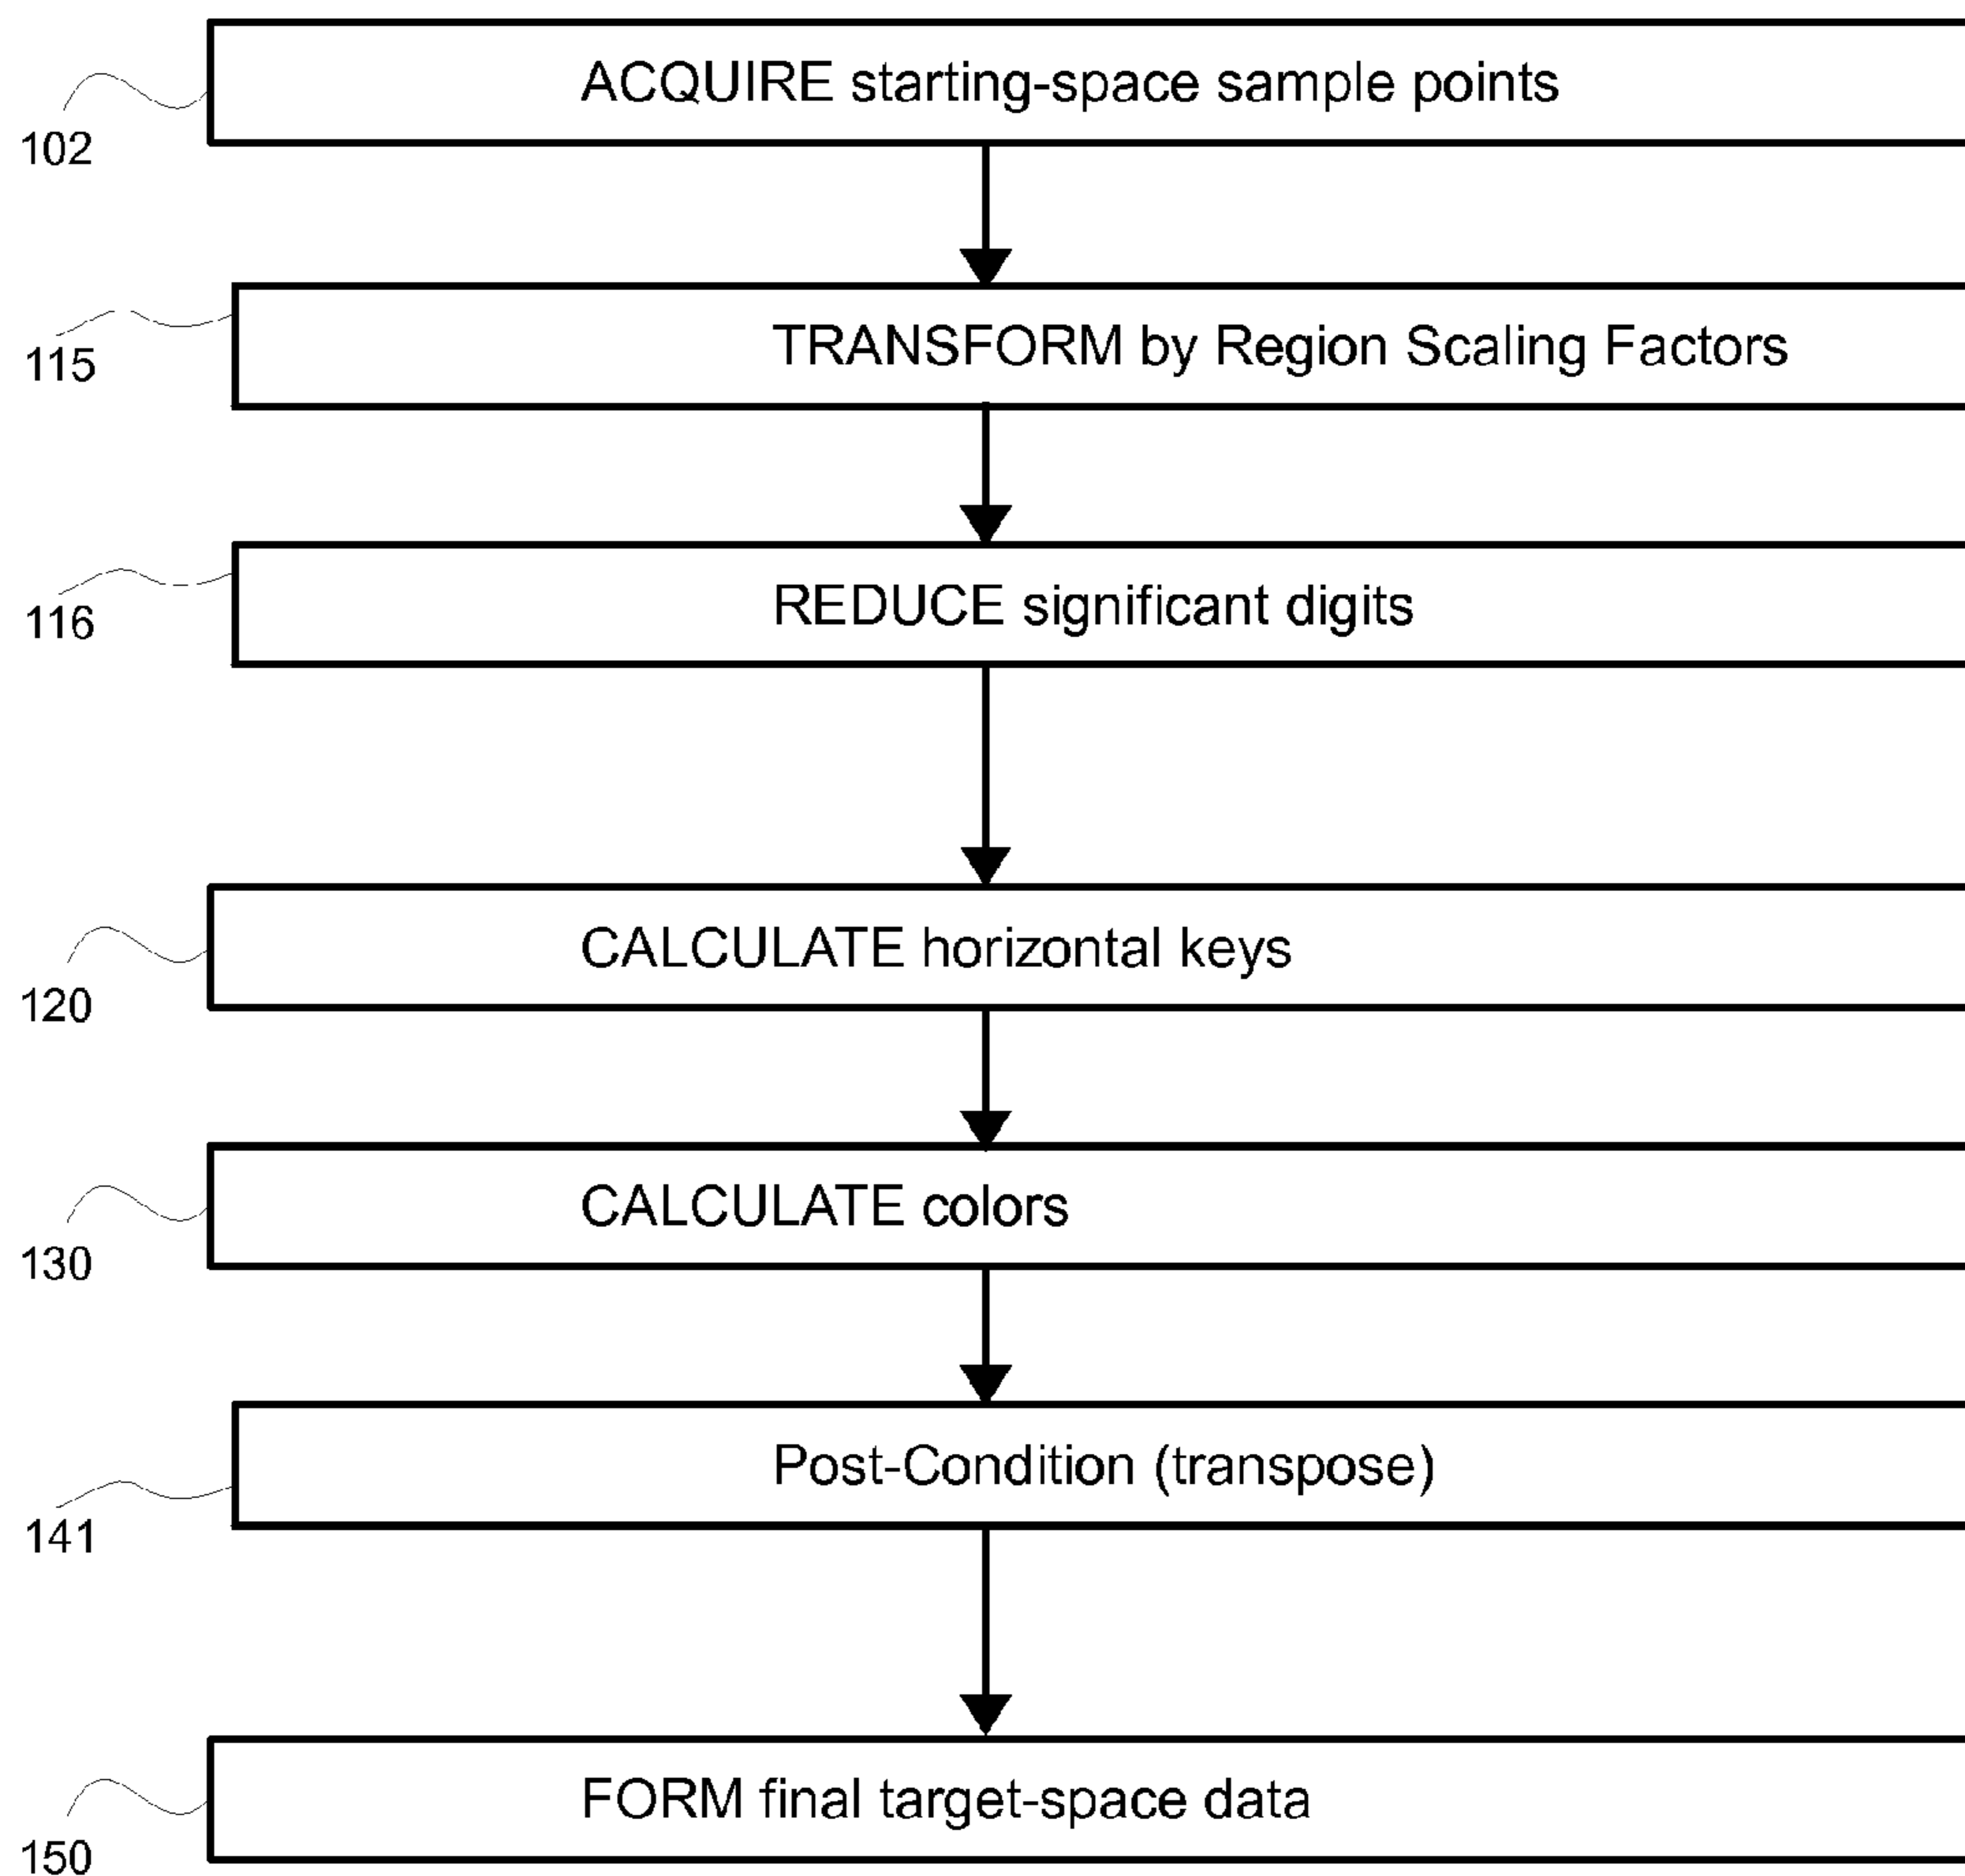 ACQUIRE starting-space sample points
102
TRANSFORM by Region Scaling Factors
115
REDUCE significant digits
116
CALCULATE horizontal keys
120
CALCULATE colors
130
Post-Condition (transpose)
141
FORM final target-space data
150